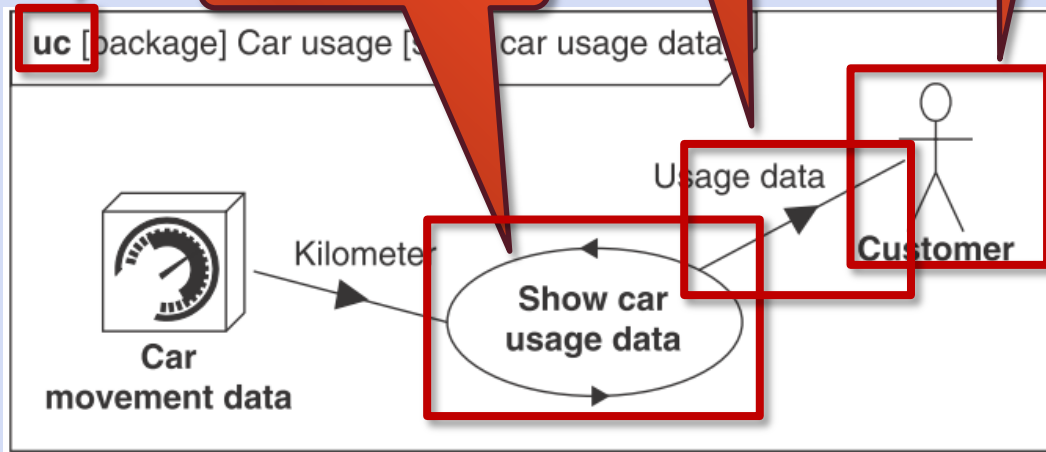 uc [package] Car usage [s car usage data]
Usage data
Kilometer
Customer
Show car
usage data
Car
movement data